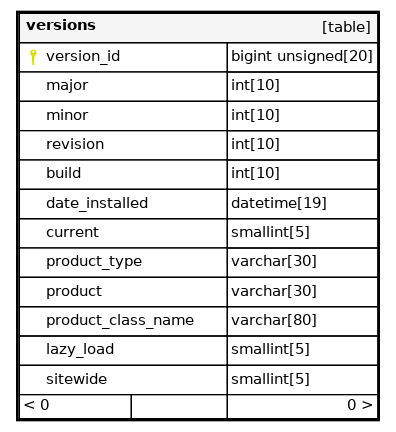 versions [table]
version_id bigint unsigned[20]
major int[10]
minor int[10]
revision int[10]
build int[10]
date_installed datetime[19]
current smallint[5]
product_type varchar[30]
product varchar[30]
product_class_name varchar[80]
lazy_load smallint[5]
sitewide smallint[5]
< 0 0 >